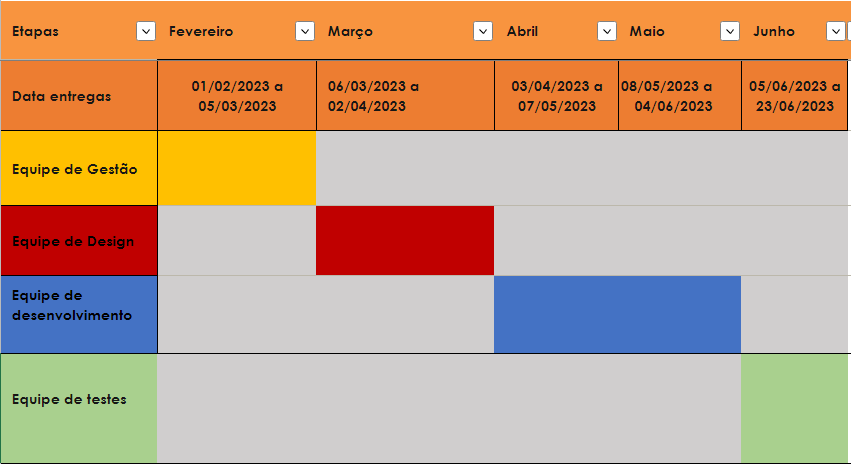 Etapas Fevereiro Março Abril Maio Junho
Data entregas
01/02/2023 a
05/03/2023
06/03/2023 a
02/04/2023
03/04/2023 a
07/05/2023
08/05/2023 a
04/06/2023
05/06/2023 a
23/06/2023
Equipe de Gestão
Equipe de Design
Equipe de
desenvolvimento
Equipe de testes